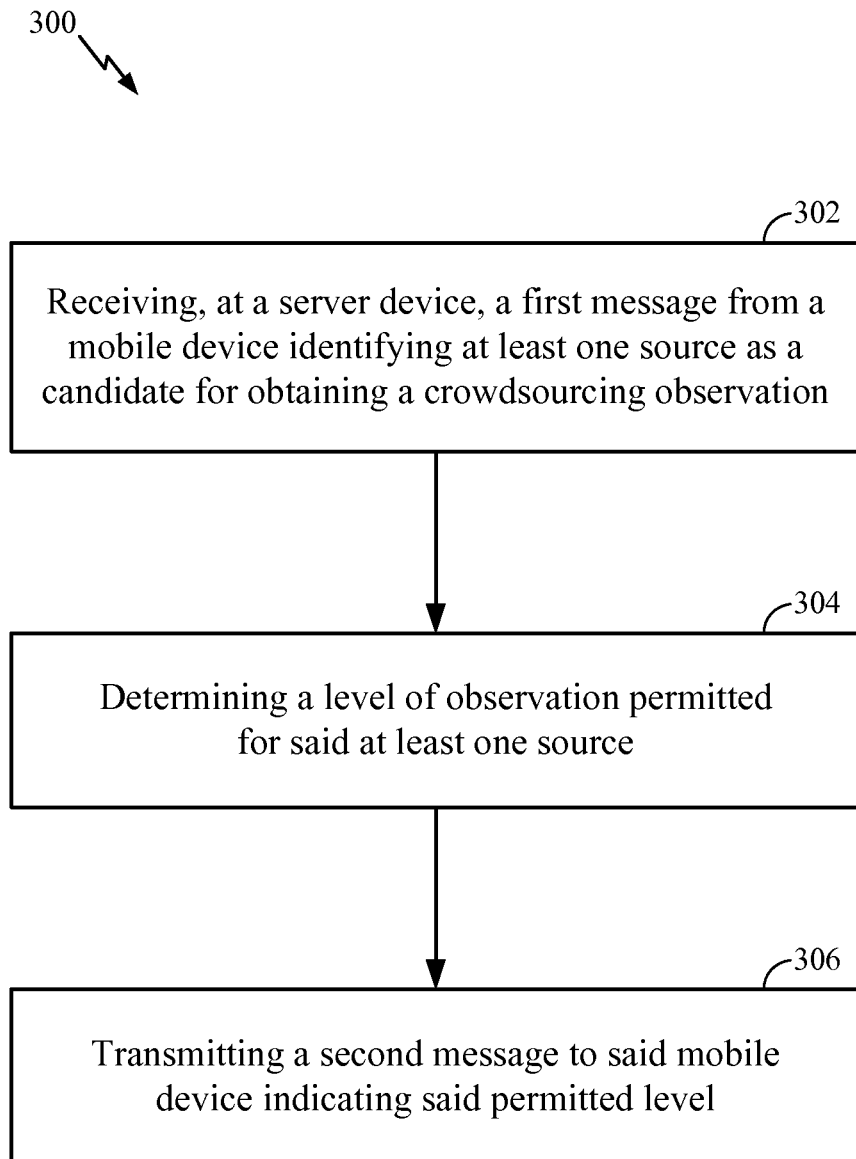 300
302
Receiving, at a server device, a first message from a
mobile device identifying at least one source as a
candidate for obtaining a crowdsourcing observation
304
Determining a level of observation permitted
for said at least one source
306
Transmitting a second message to said mobile
device indicating said permitted level